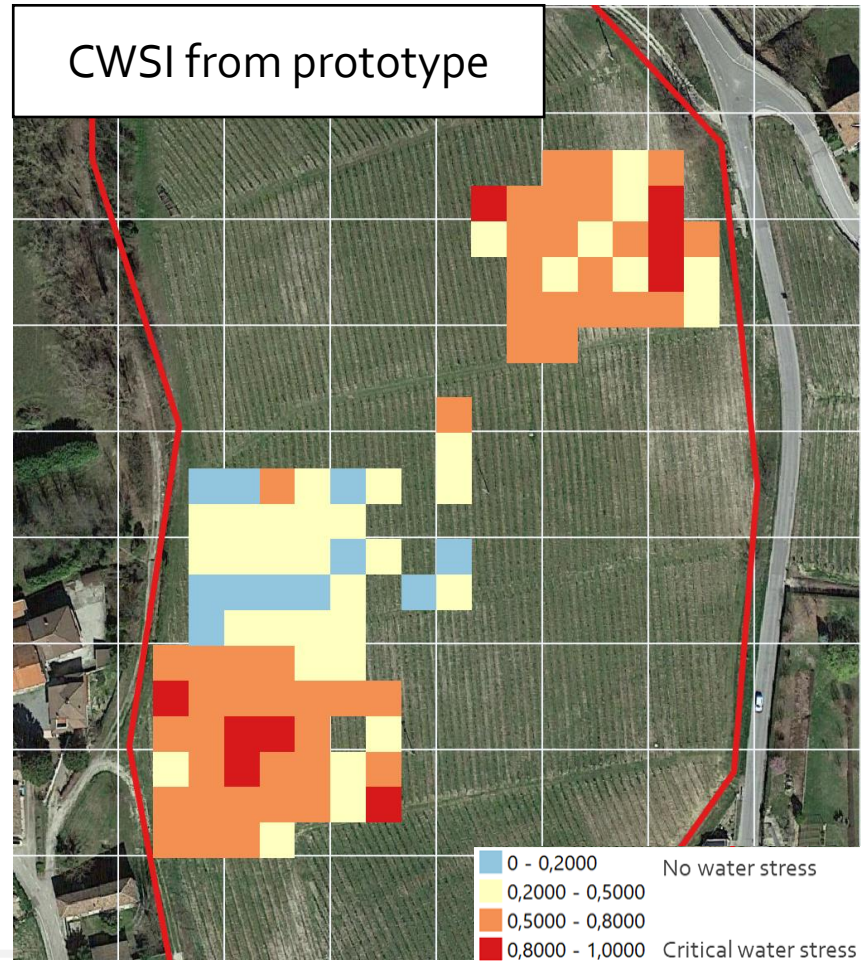 CWSI from prototype
0 - 0,2000 No water stress
0,2000 - 0,5000
0,5000 - 0,8000
0,8000 - 1,0000 Critical water stress